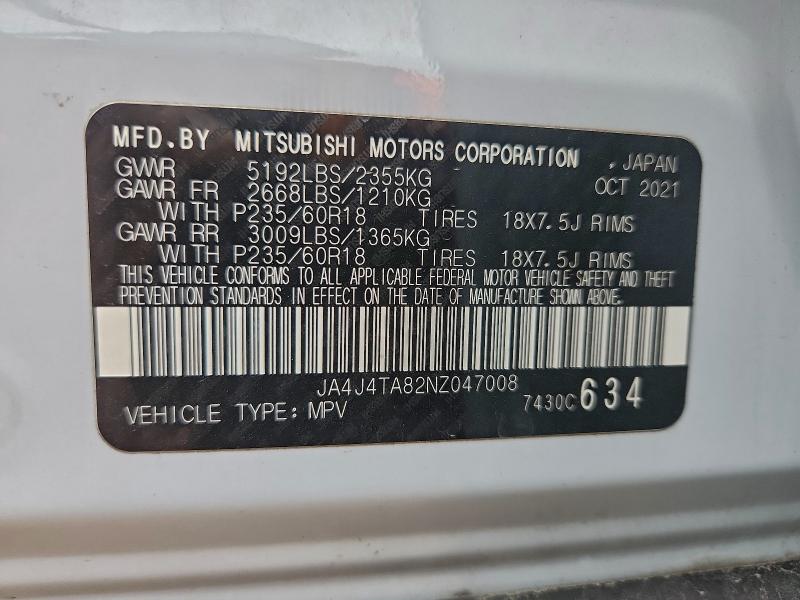 MFD.BY MITSUBISHI MOTORS CORPORATION . JAPAN
GVWR 5192LBS/2355KG OCT 2021
GAWR FR 2668LBS/1210KG
WITH P235/60R18 TIRES 18X7.5J RIMS
GAWR RR 3009LBS/1365KG
WITH P235/60R18 TIRES 18X7.5J RIMS
THIS VEHICLE CONFORMS TO ALL APPLICABLE FEDERAL MOTOR VEHICLE SAFETY AND THEFT
PREVENTION STANDARDS IN EFFECT ON THE DATE OF MANUFACTURE SHOWN ABOVE.
JA4J4TA82NZ047008
VEHICLE TYPE: MPV 7430C 634